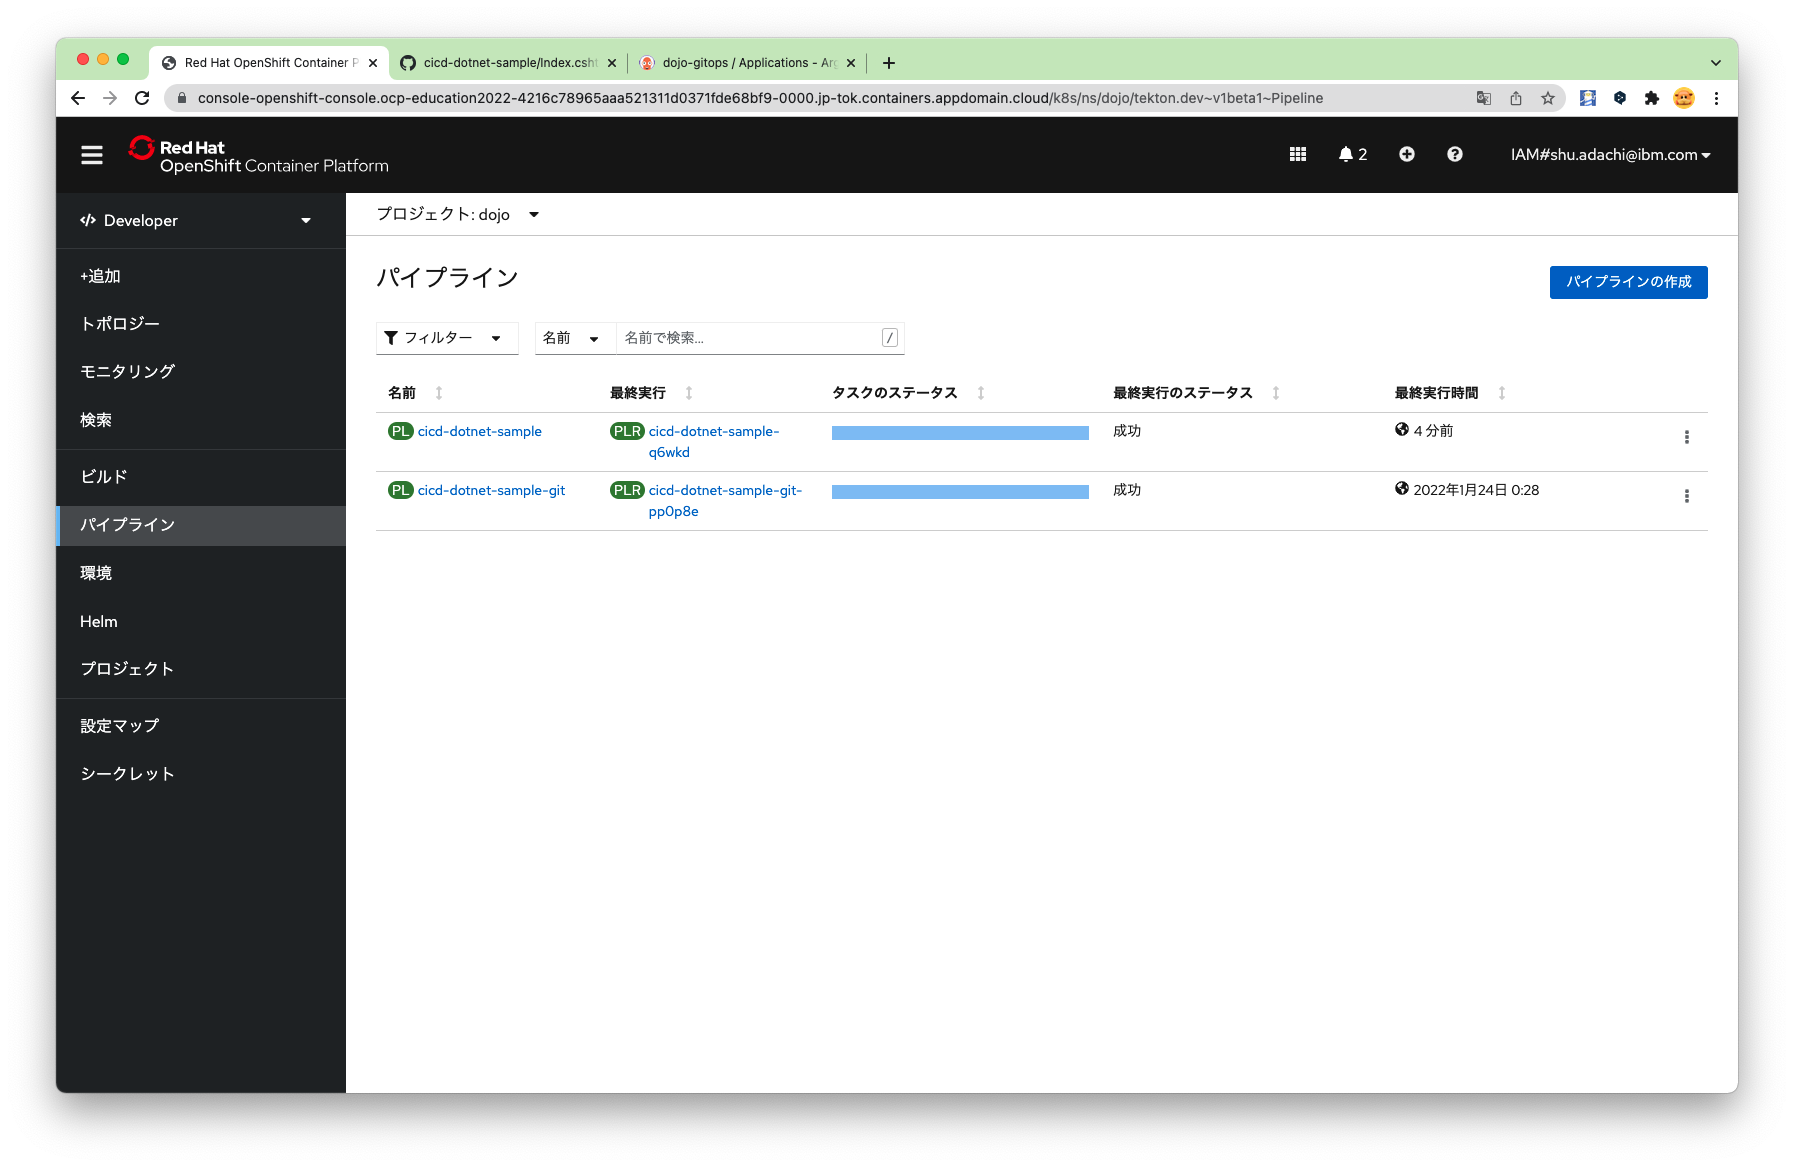 Red Hat OpenShift Container P
cicd-dotnet-sample/Index.csht
dojo-gitops / Applications - Arg
console-openshift-console.ocp-education2022-4216c78965aaa521311d0371fde68bf9-0000.jp-tok.containers.appdomain.cloud/k8s/ns/dojo/tekton.dev~v1beta1~Pipeline
Red Hat
OpenShift Container Platform
2
IAM#shu.adachi@ibm.com
Developer
+追加
トポロジー
モニタリング
検索
ビルド
パイプライン
環境
Helm
プロジェクト
設定マップ
シークレット
プロジェクト: dojo
パイプライン
パイプラインの作成
フィルター
名前
名前で検索...
/
名前 最終実行 タスクのステータス 最終実行のステータス 最終実行時間
PL cicd-dotnet-sample PLR cicd-dotnet-sample- 成功 4 分前
q6wkd
PL cicd-dotnet-sample-git PLR cicd-dotnet-sample-git- 成功 2022年1月24日 0:28
pp0p8e